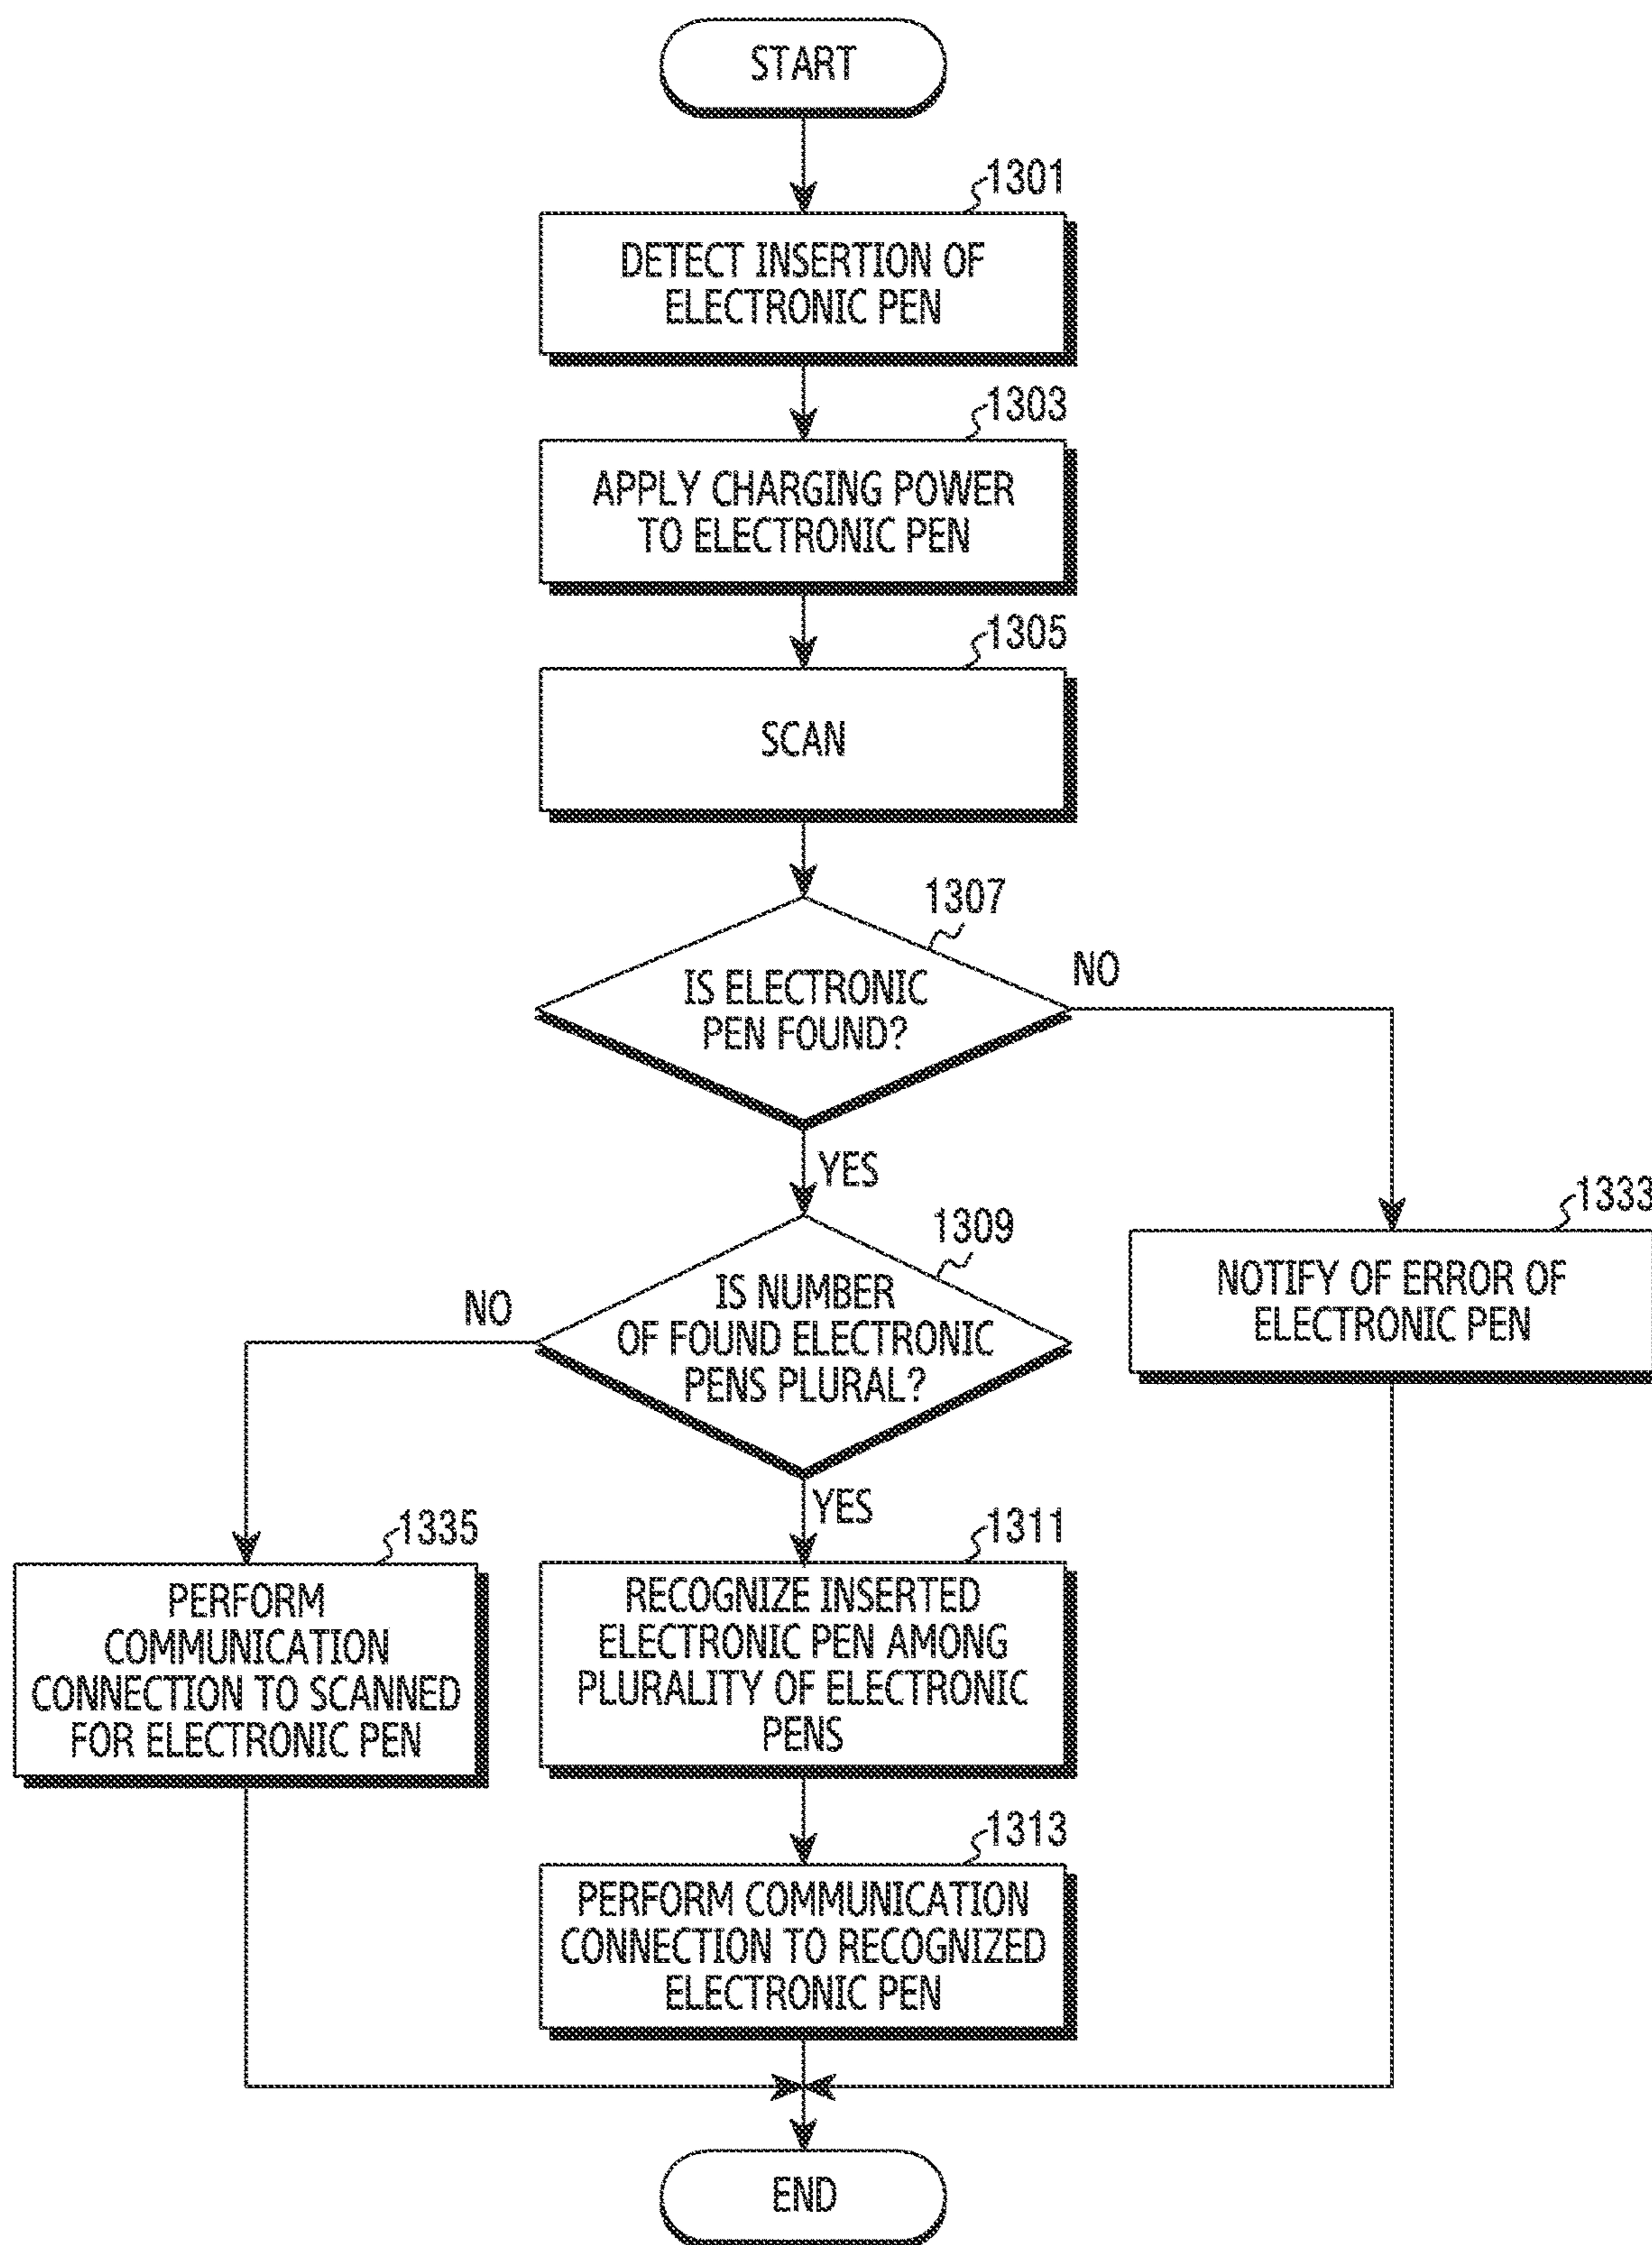 START
1301
DETECT INSERTION OF
ELECTRONIC PEN
1303
APPLY CHARGING POWER
TO ELECTRONIC PEN
1305
SCAN
1307
IS ELECTRONIC
PEN FOUND?
NO
YES
1333
NOTIFY OF ERROR OF
ELECTRONIC PEN
1309
IS NUMBER
OF FOUND ELECTRONIC
PENS PLURAL?
NO
YES
1335
PERFORM
COMMUNICATION
CONNECTION TO SCANNED
FOR ELECTRONIC PEN
1311
RECOGNIZE INSERTED
ELECTRONIC PEN AMONG
PLURALITY OF ELECTRONIC
PENS
1313
PERFORM COMMUNICATION
CONNECTION TO RECOGNIZED
ELECTRONIC PEN
END